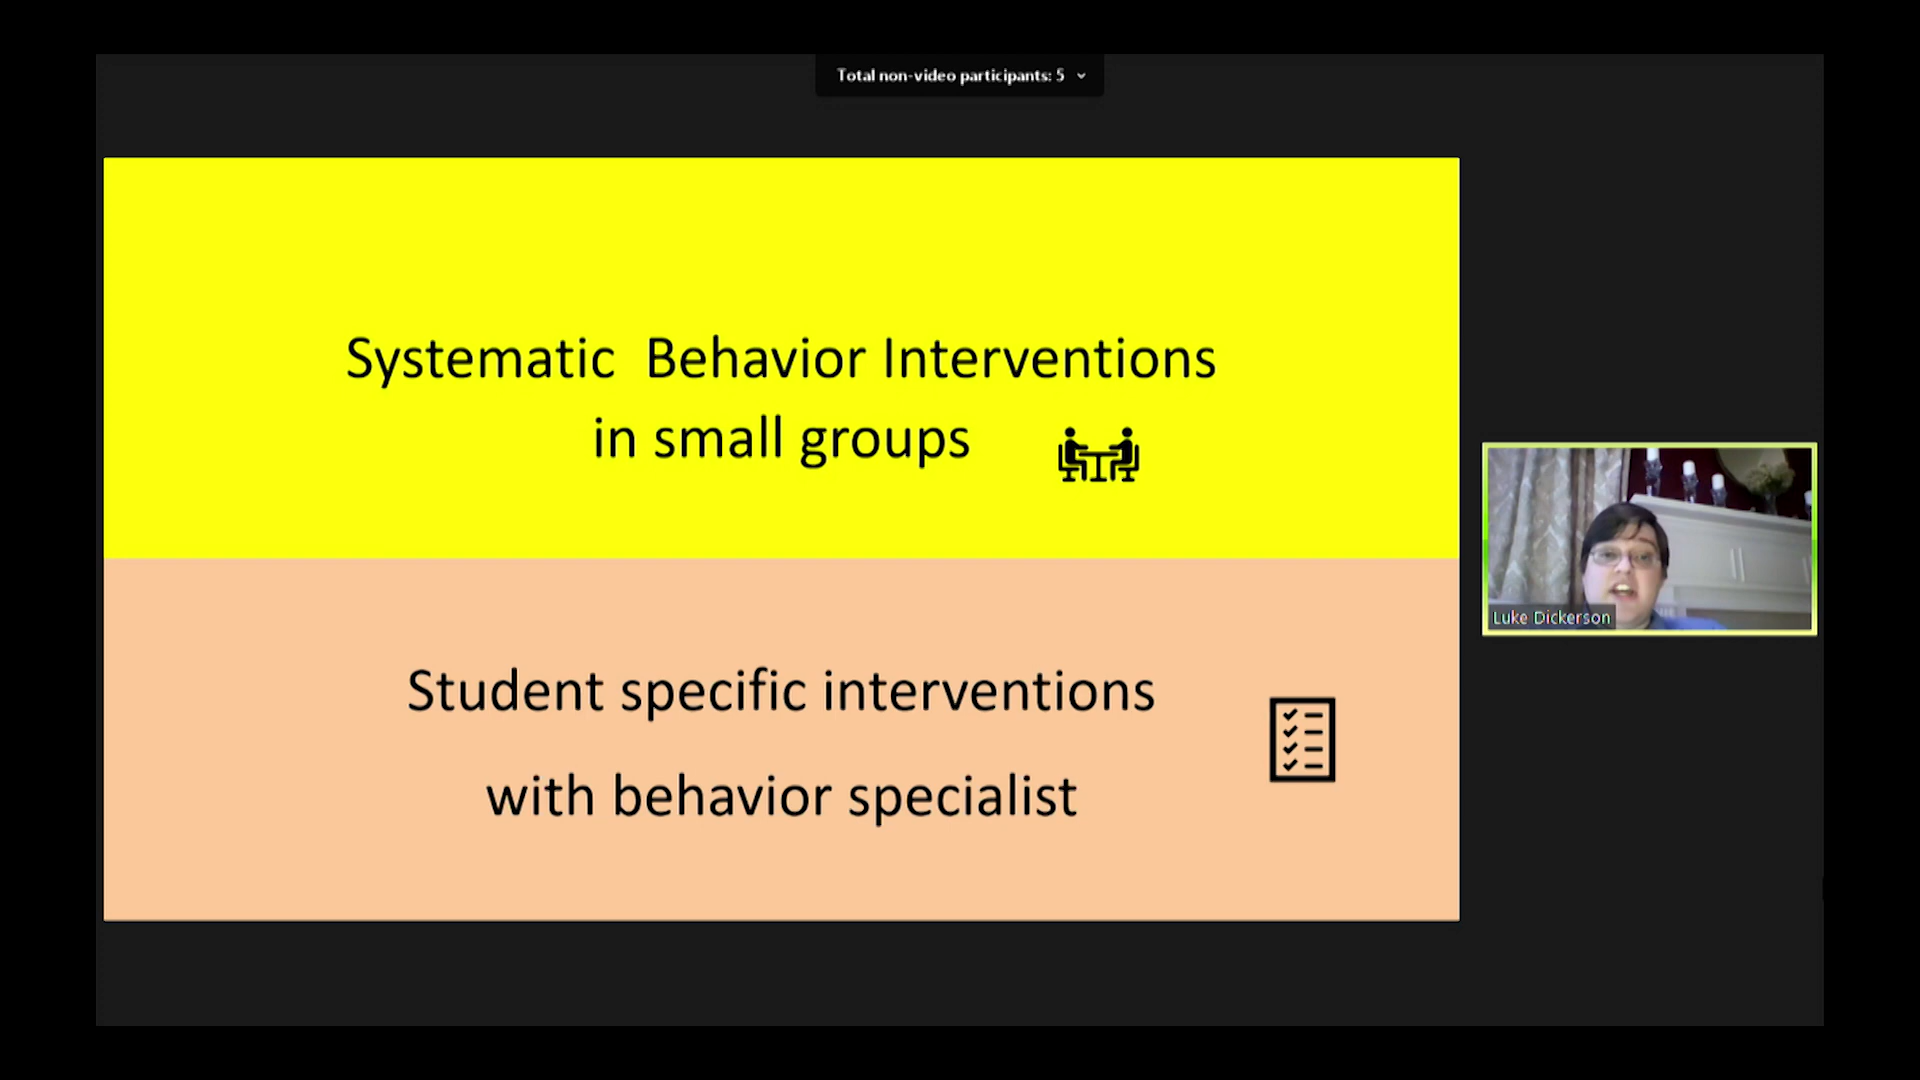 Total non-video participants: 5
Systematic  Behavior Interventions
in small groups
Student specific interventions
with behavior specialist
Luke Dickerson